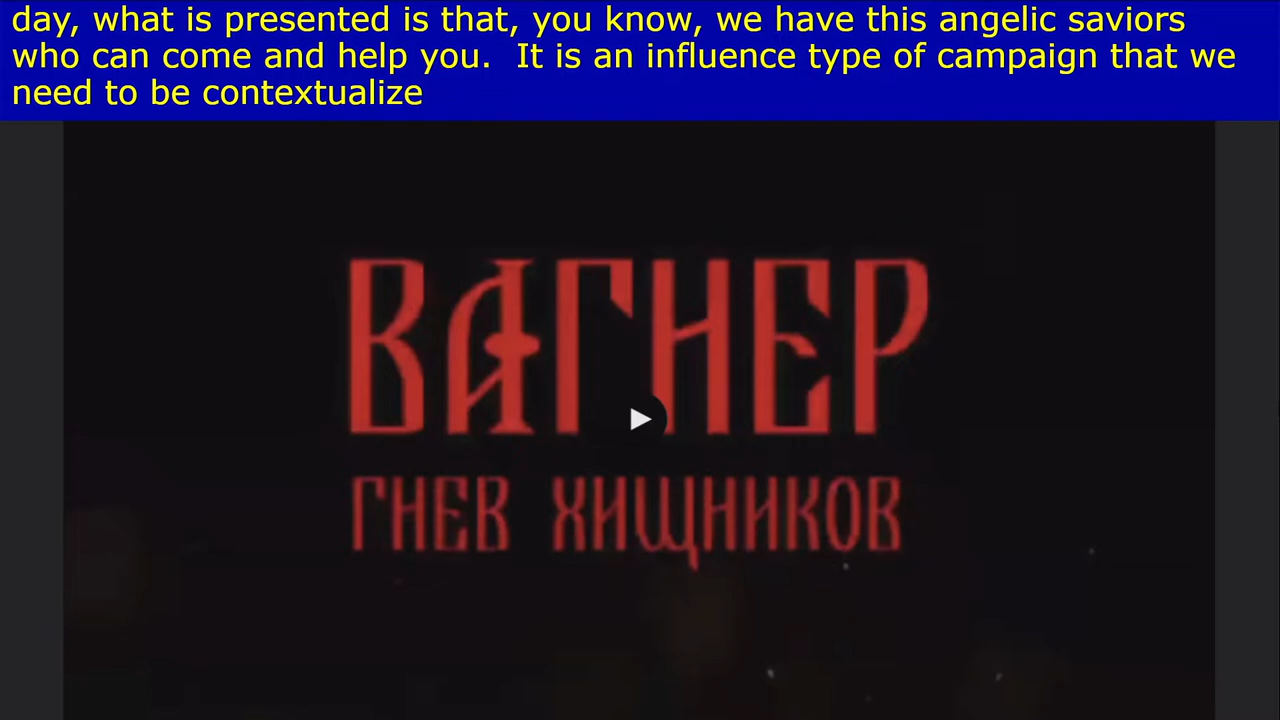 day, what is presented is that, you know, we have this angelic saviors
who can come and help you.  It is an influence type of campaign that we
need to be contextualize
ВАГНЕР
ГНЕВ ХИЩНИКОВ